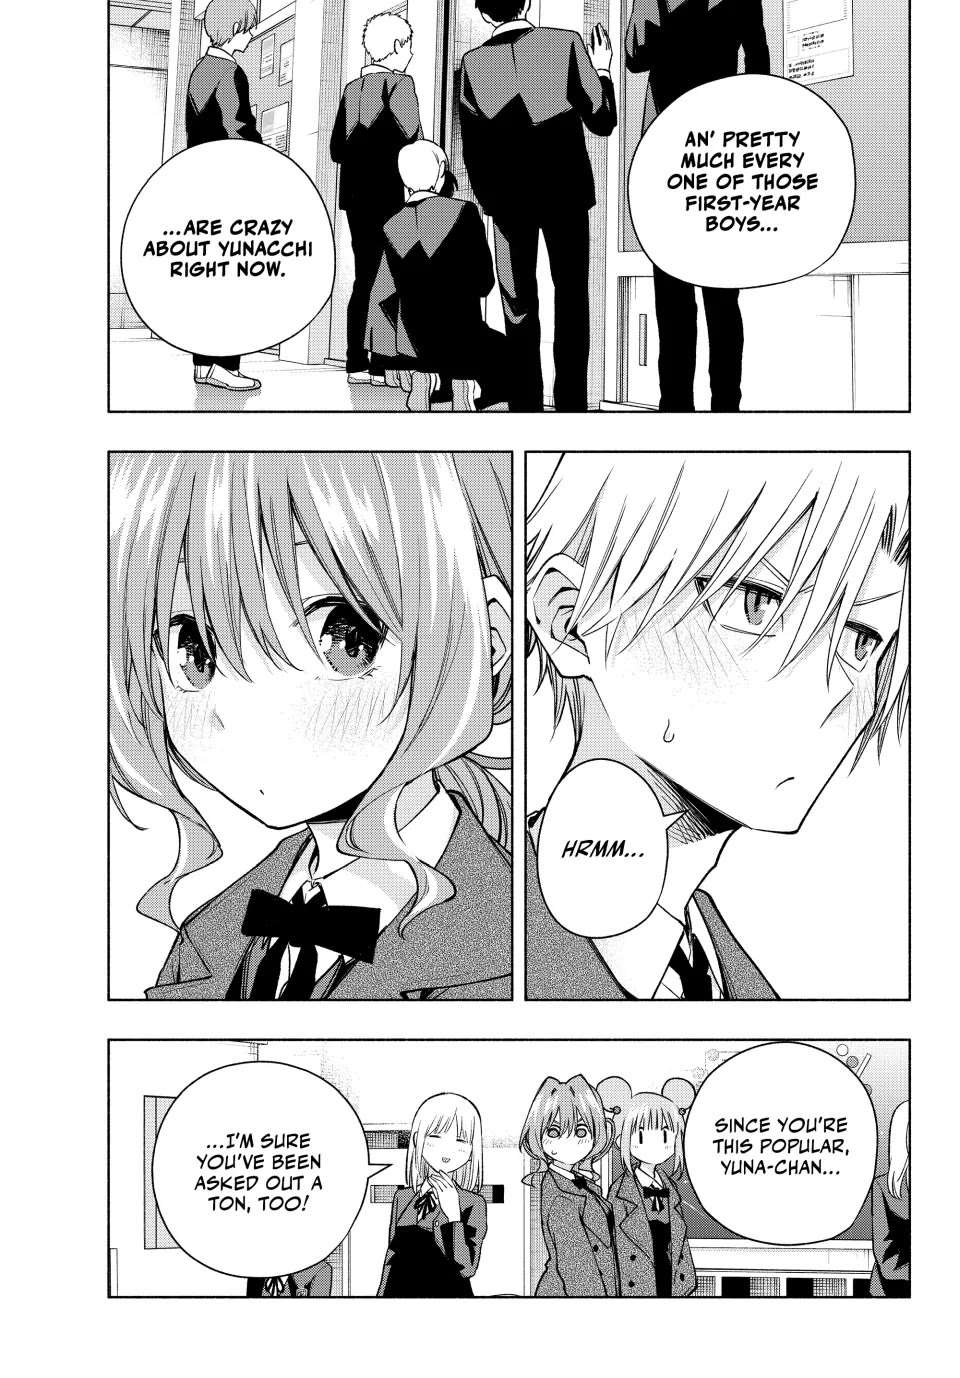 AN' PRETTY
MUCH EVERY
ONE OF THOSE
FIRST-YEAR
BOYS...
...ARE CRAZY
ABOUT YUNACCHI
RIGHT NOW.
HRMM...
SINCE YOU'RE
THIS POPULAR,
YUNA-CHAN...
...I'M SURE
YOU'VE BEEN
ASKED OUT A
TON, TOO!